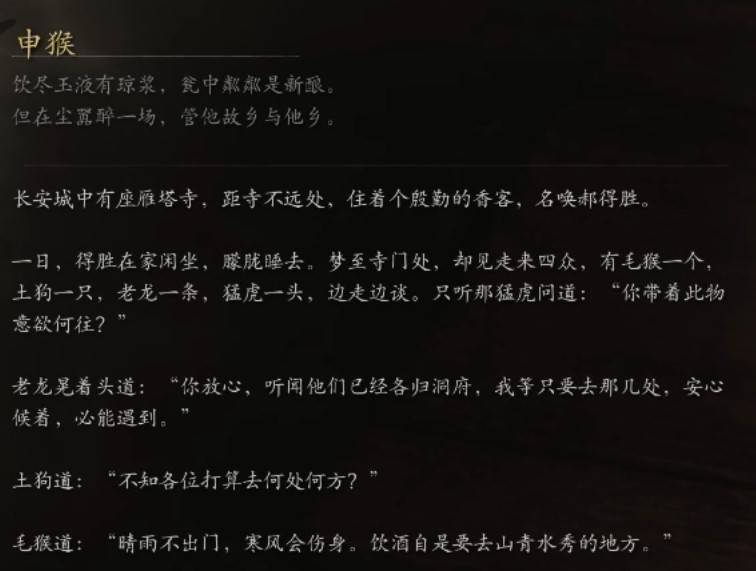 申猴
饮尽玉液有琼浆，瓮中粼粼是新酿。
但在尘嚣醉一场，管他故乡与他乡。
长安城中有座雁塔寺，距寺不远处，住着个殷勤的香客，名唤郝得胜。
一日，得胜在家闲坐，朦胧睡去。梦至寺门处，却见走来四众，有毛猴一个，
土狗一只，老龙一条，猛虎一头，边走边谈。只听那猛虎问道：“你带着此物
意欲何往？”
老龙晃着头道：“你放心，听闻他们已经各归洞府，我等只要去那几处，安心
候着，必能遇到。”
土狗道：“不知各位打算去何处何方？”
毛猴道：“晴雨不出门，寒风会伤身。饮酒自是要去山青水秀的地方。”